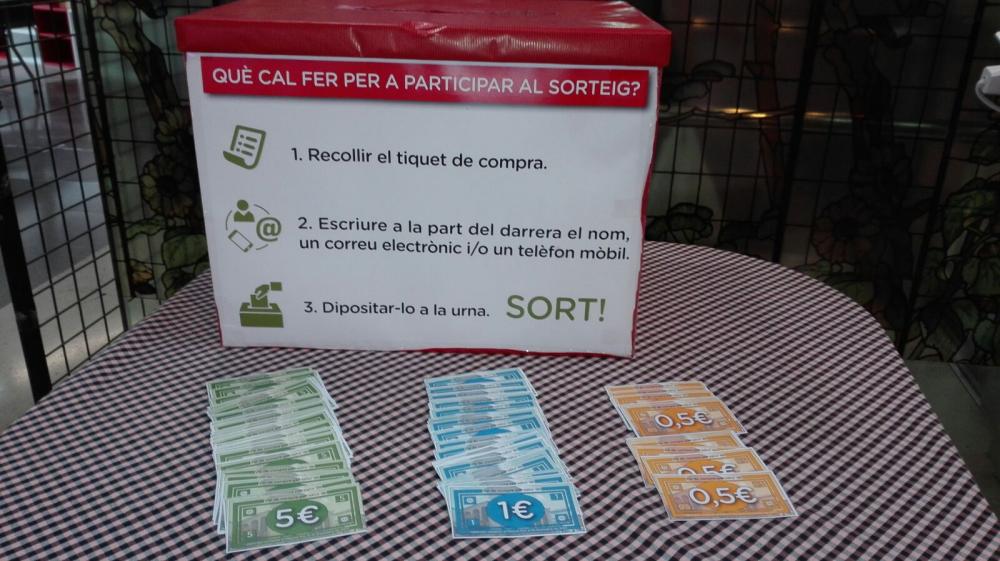 QUÈ CAL FER PER A PARTICIPAR AL SORTEIG?
1. Recollir el tiquet de compra.
2. Escriure a la part del darrera el nom,
un correu electrònic i/o un telèfon mòbil.
3. Dipositar-lo a la urna. SORT!
0,5€
0,5€
5€
1€
0,5€